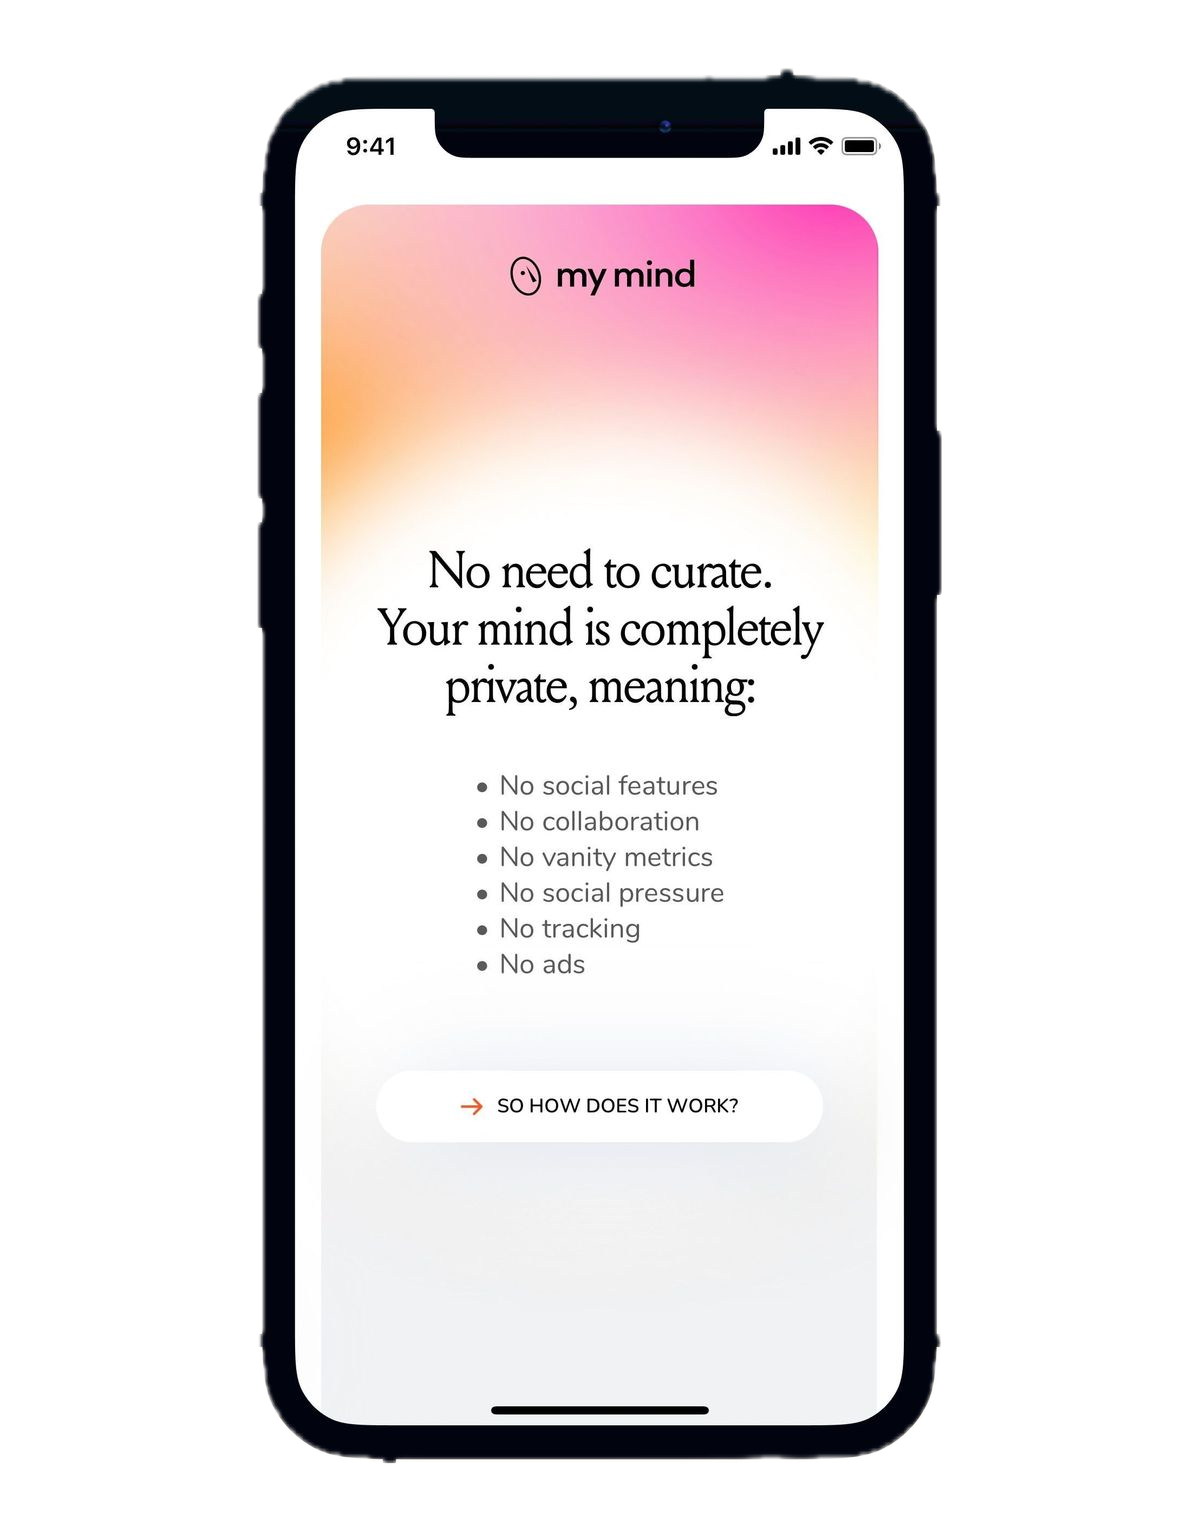 9:41
my mind
No need to curate.
Your mind is completely
private, meaning:
• No social features
• No collaboration
• No vanity metrics
• No social pressure
• No tracking
• No ads
→ SO HOW DOES IT WORK?